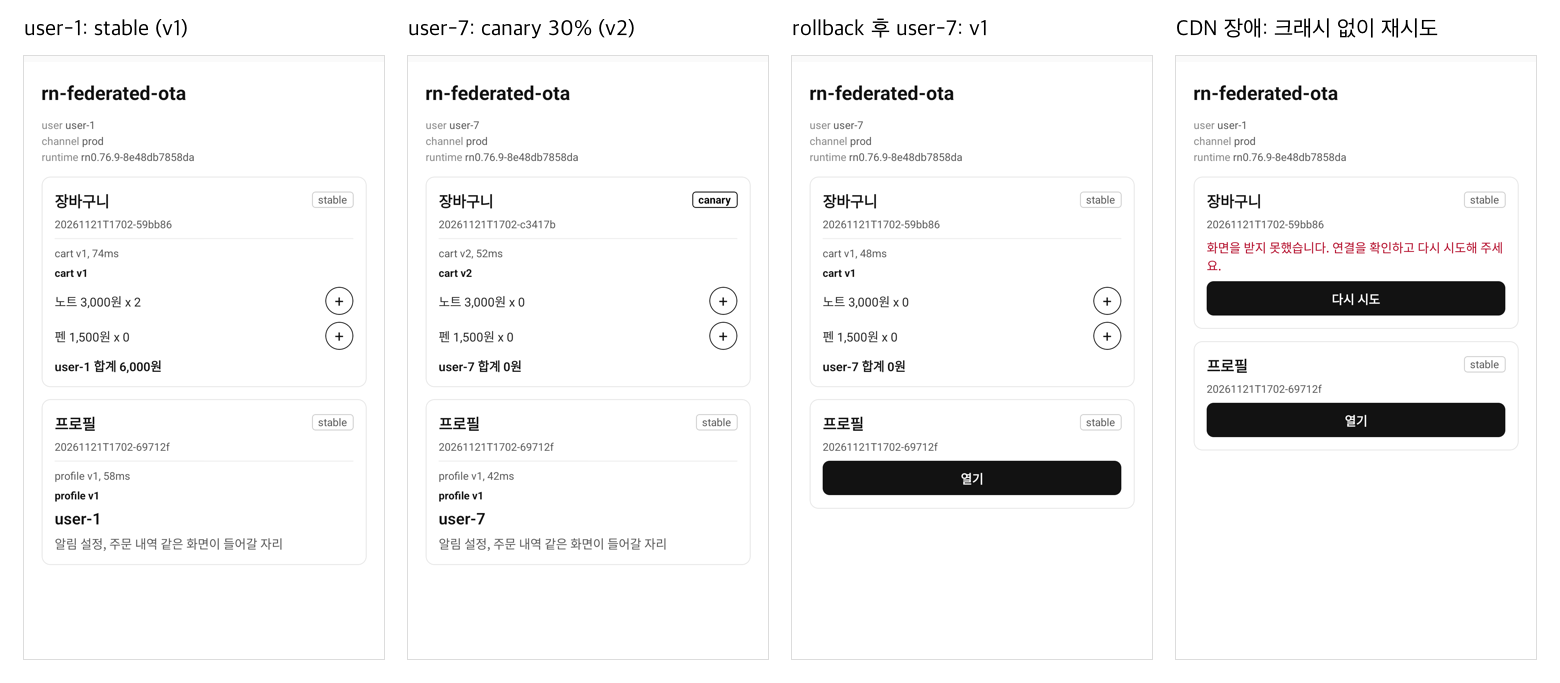 user-1: stable (v1)
rn-federated-ota
user user-1
channel prod
runtime rn0.76.9-8e48db7858da
장바구니
stable
20261121T1702-59bb86
cart v1, 74ms
cart v1
노트 3,000원 x 2
+
펜 1,500원 x 0
+
user-1 합계 6,000원
프로필
stable
20261121T1702-69712f
profile v1, 58ms
profile v1
user-1
알림 설정, 주문 내역 같은 화면이 들어갈 자리
user-7: canary 30% (v2)
rn-federated-ota
user user-7
channel prod
runtime rn0.76.9-8e48db7858da
장바구니
canary
20261121T1702-c3417b
cart v2, 52ms
cart v2
노트 3,000원 x 0
+
펜 1,500원 x 0
+
user-7 합계 0원
프로필
stable
20261121T1702-69712f
profile v1, 42ms
profile v1
user-7
알림 설정, 주문 내역 같은 화면이 들어갈 자리
rollback 후 user-7: v1
rn-federated-ota
user user-7
channel prod
runtime rn0.76.9-8e48db7858da
장바구니
stable
20261121T1702-59bb86
cart v1, 48ms
cart v1
노트 3,000원 x 0
+
펜 1,500원 x 0
+
user-7 합계 0원
프로필
stable
20261121T1702-69712f
열기
CDN 장애: 크래시 없이 재시도
rn-federated-ota
user user-1
channel prod
runtime rn0.76.9-8e48db7858da
장바구니
stable
20261121T1702-59bb86
화면을 받지 못했습니다. 연결을 확인하고 다시 시도해 주세
요.
다시 시도
프로필
stable
20261121T1702-69712f
열기